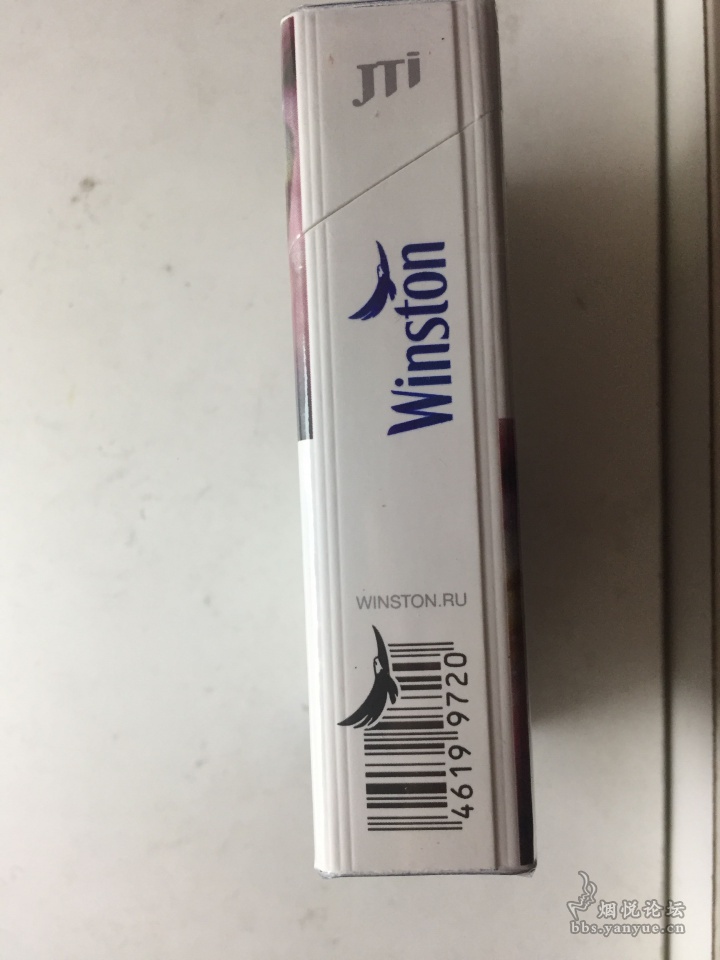 JTi
Winston
WINSTON.RU
4619 9720
烟悦论坛
bbs.yanyue.cn